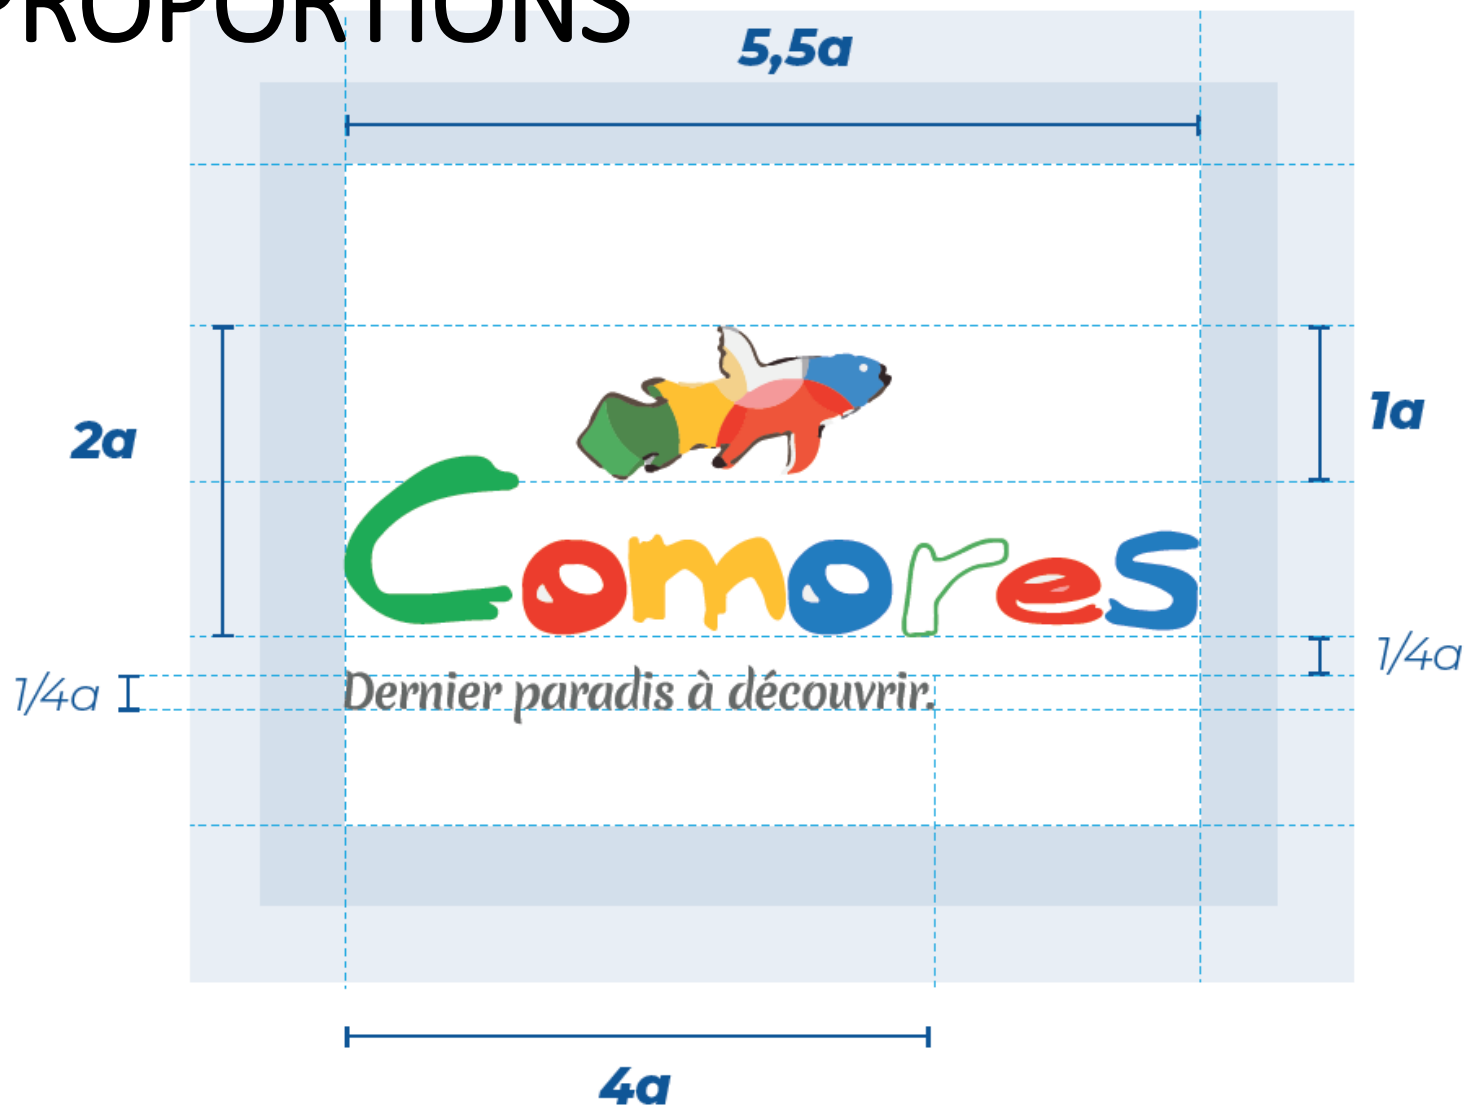 PROPORTIONS
5,5a
2a
1a
Comores
1/4a
1/4a
Dernier paradis à découvrir.
4a